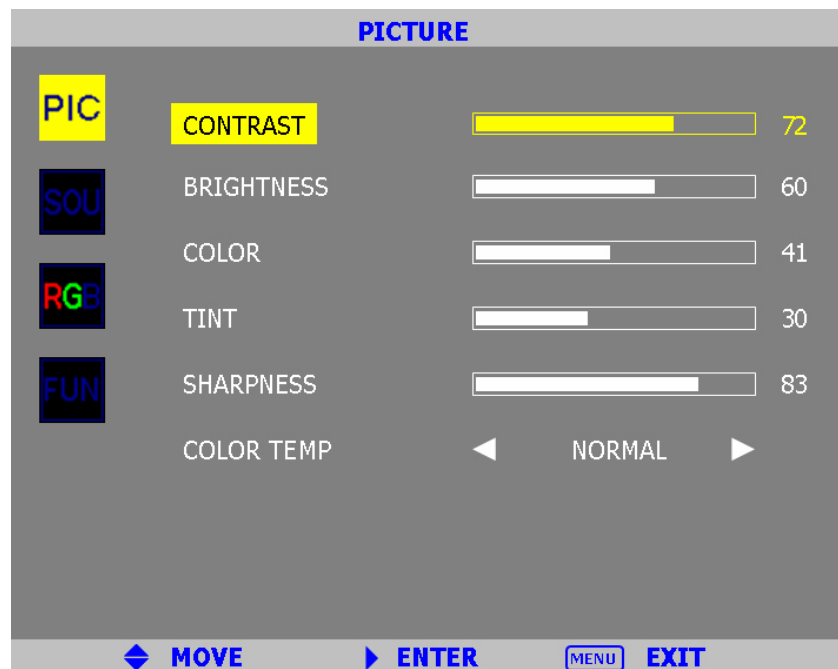 PICTURE
PIC
CONTRAST 72
SOU
BRIGHTNESS 60
COLOR 41
RGB
TINT 30
FUN
SHARPNESS 83
COLOR TEMP NORMAL
MOVE ENTER MENU EXIT